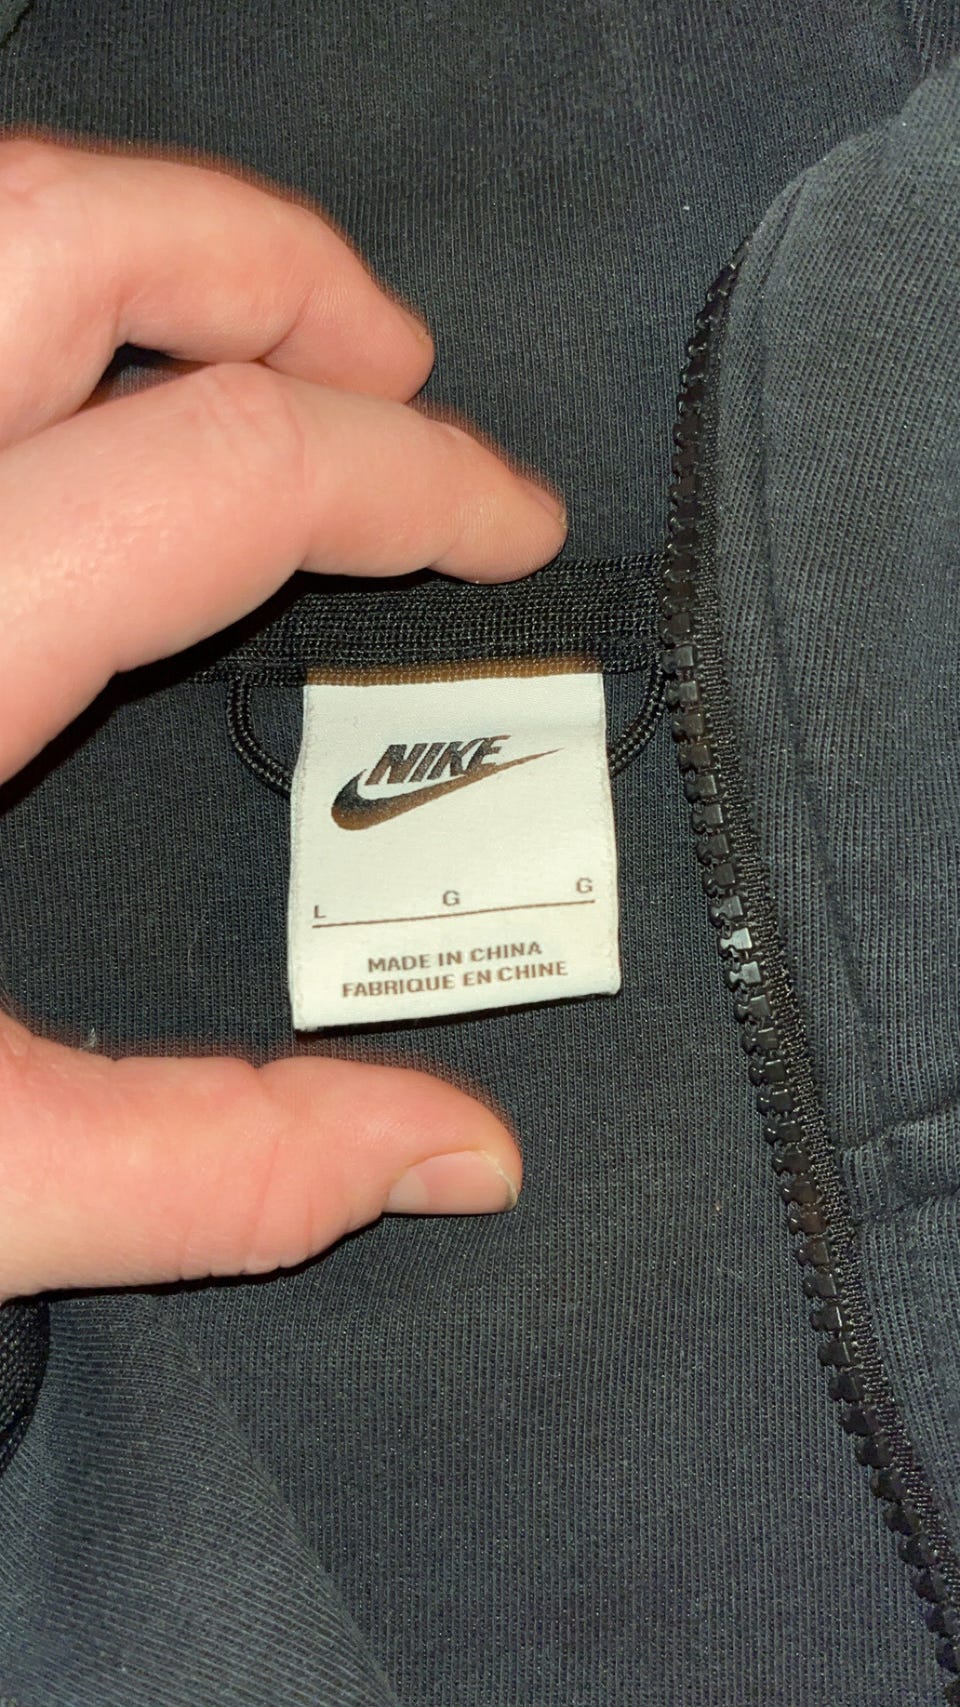 NIKE
L G G
MADE IN CHINA
FABRIQUE EN CHINE